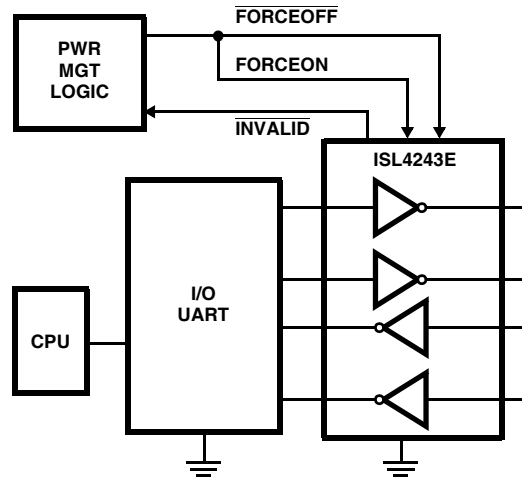 FORCEOFF
PWR
MGT
LOGIC
FORCEON
INVALID
ISL4243E
I/O
UART
CPU